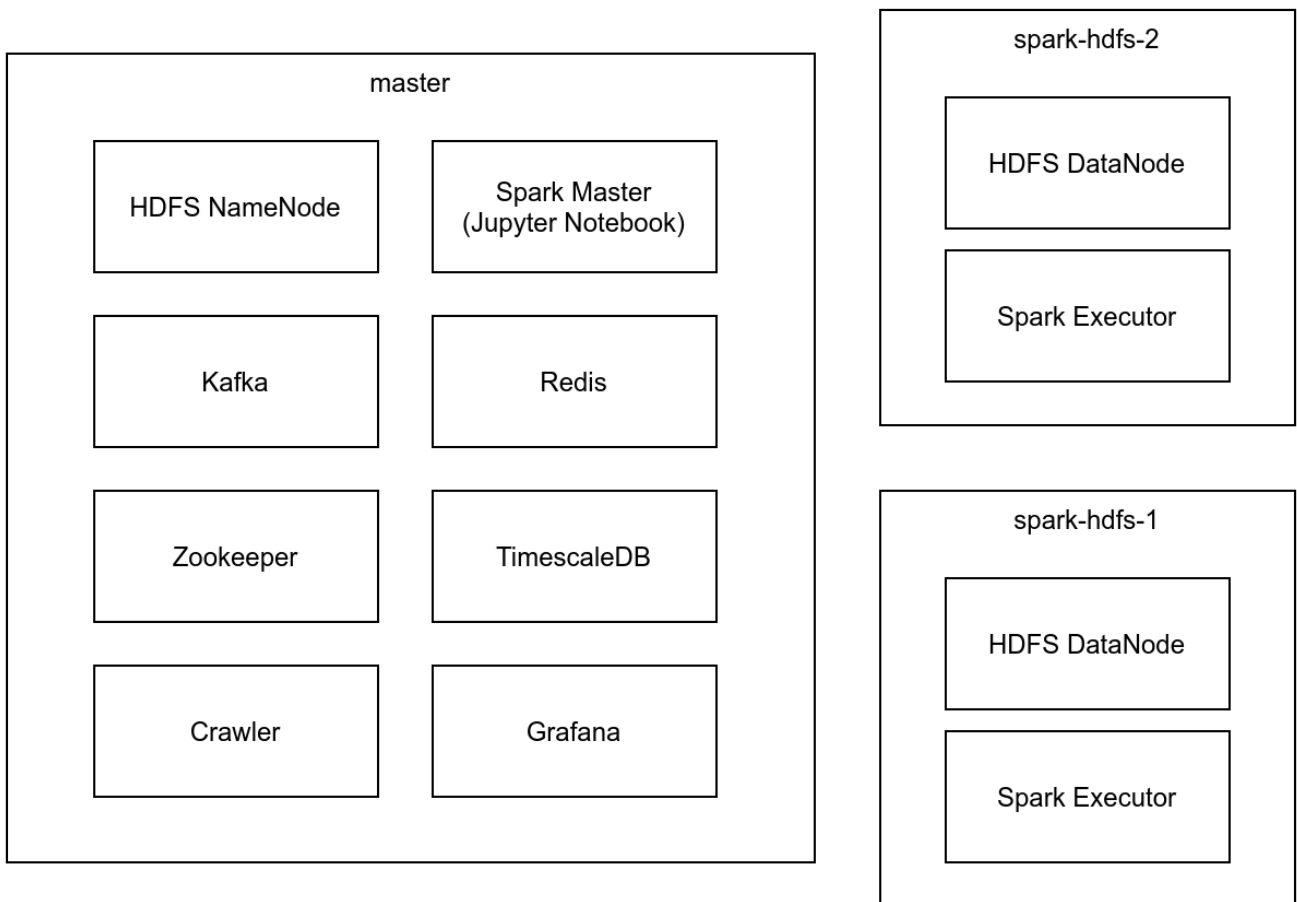 master
HDFS NameNode
Spark Master
(Jupyter Notebook)
Kafka
Redis
Zookeeper
TimescaleDB
Crawler
Grafana
spark-hdfs-2
HDFS DataNode
Spark Executor
spark-hdfs-1
HDFS DataNode
Spark Executor